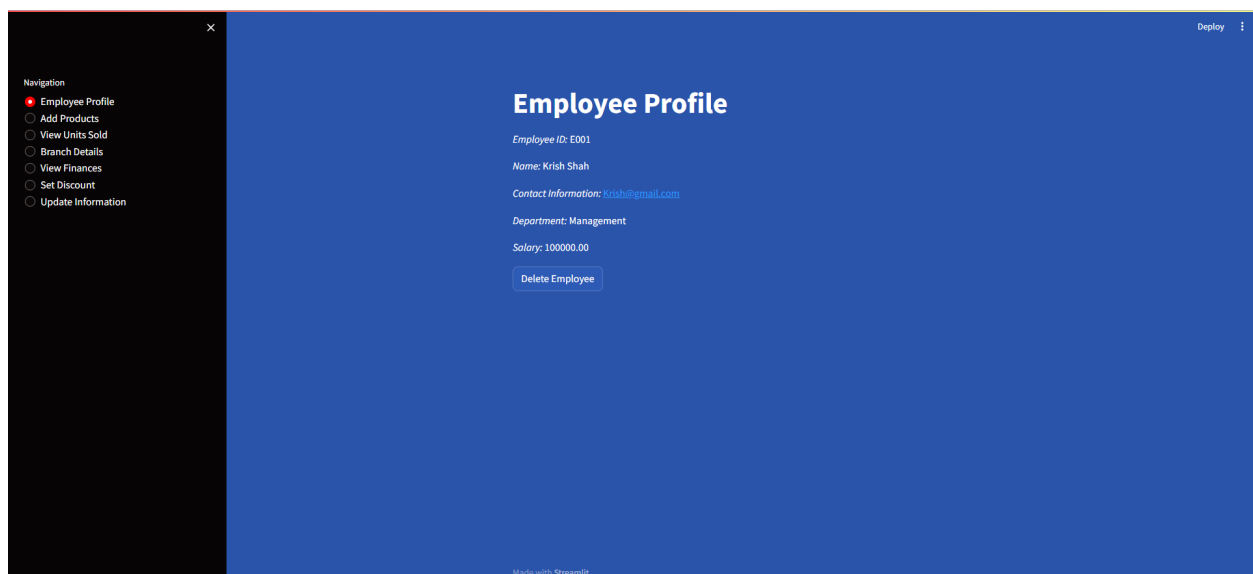 Deploy
Navigation
Employee Profile
Add Products
View Units Sold
Branch Details
View Finances
Set Discount
Update Information
Employee Profile
Employee ID: E001
Name: Krish Shah
Contact Information: Krish@gmail.com
Department: Management
Salary: 100000.00
Delete Employee
Made with Streamlit